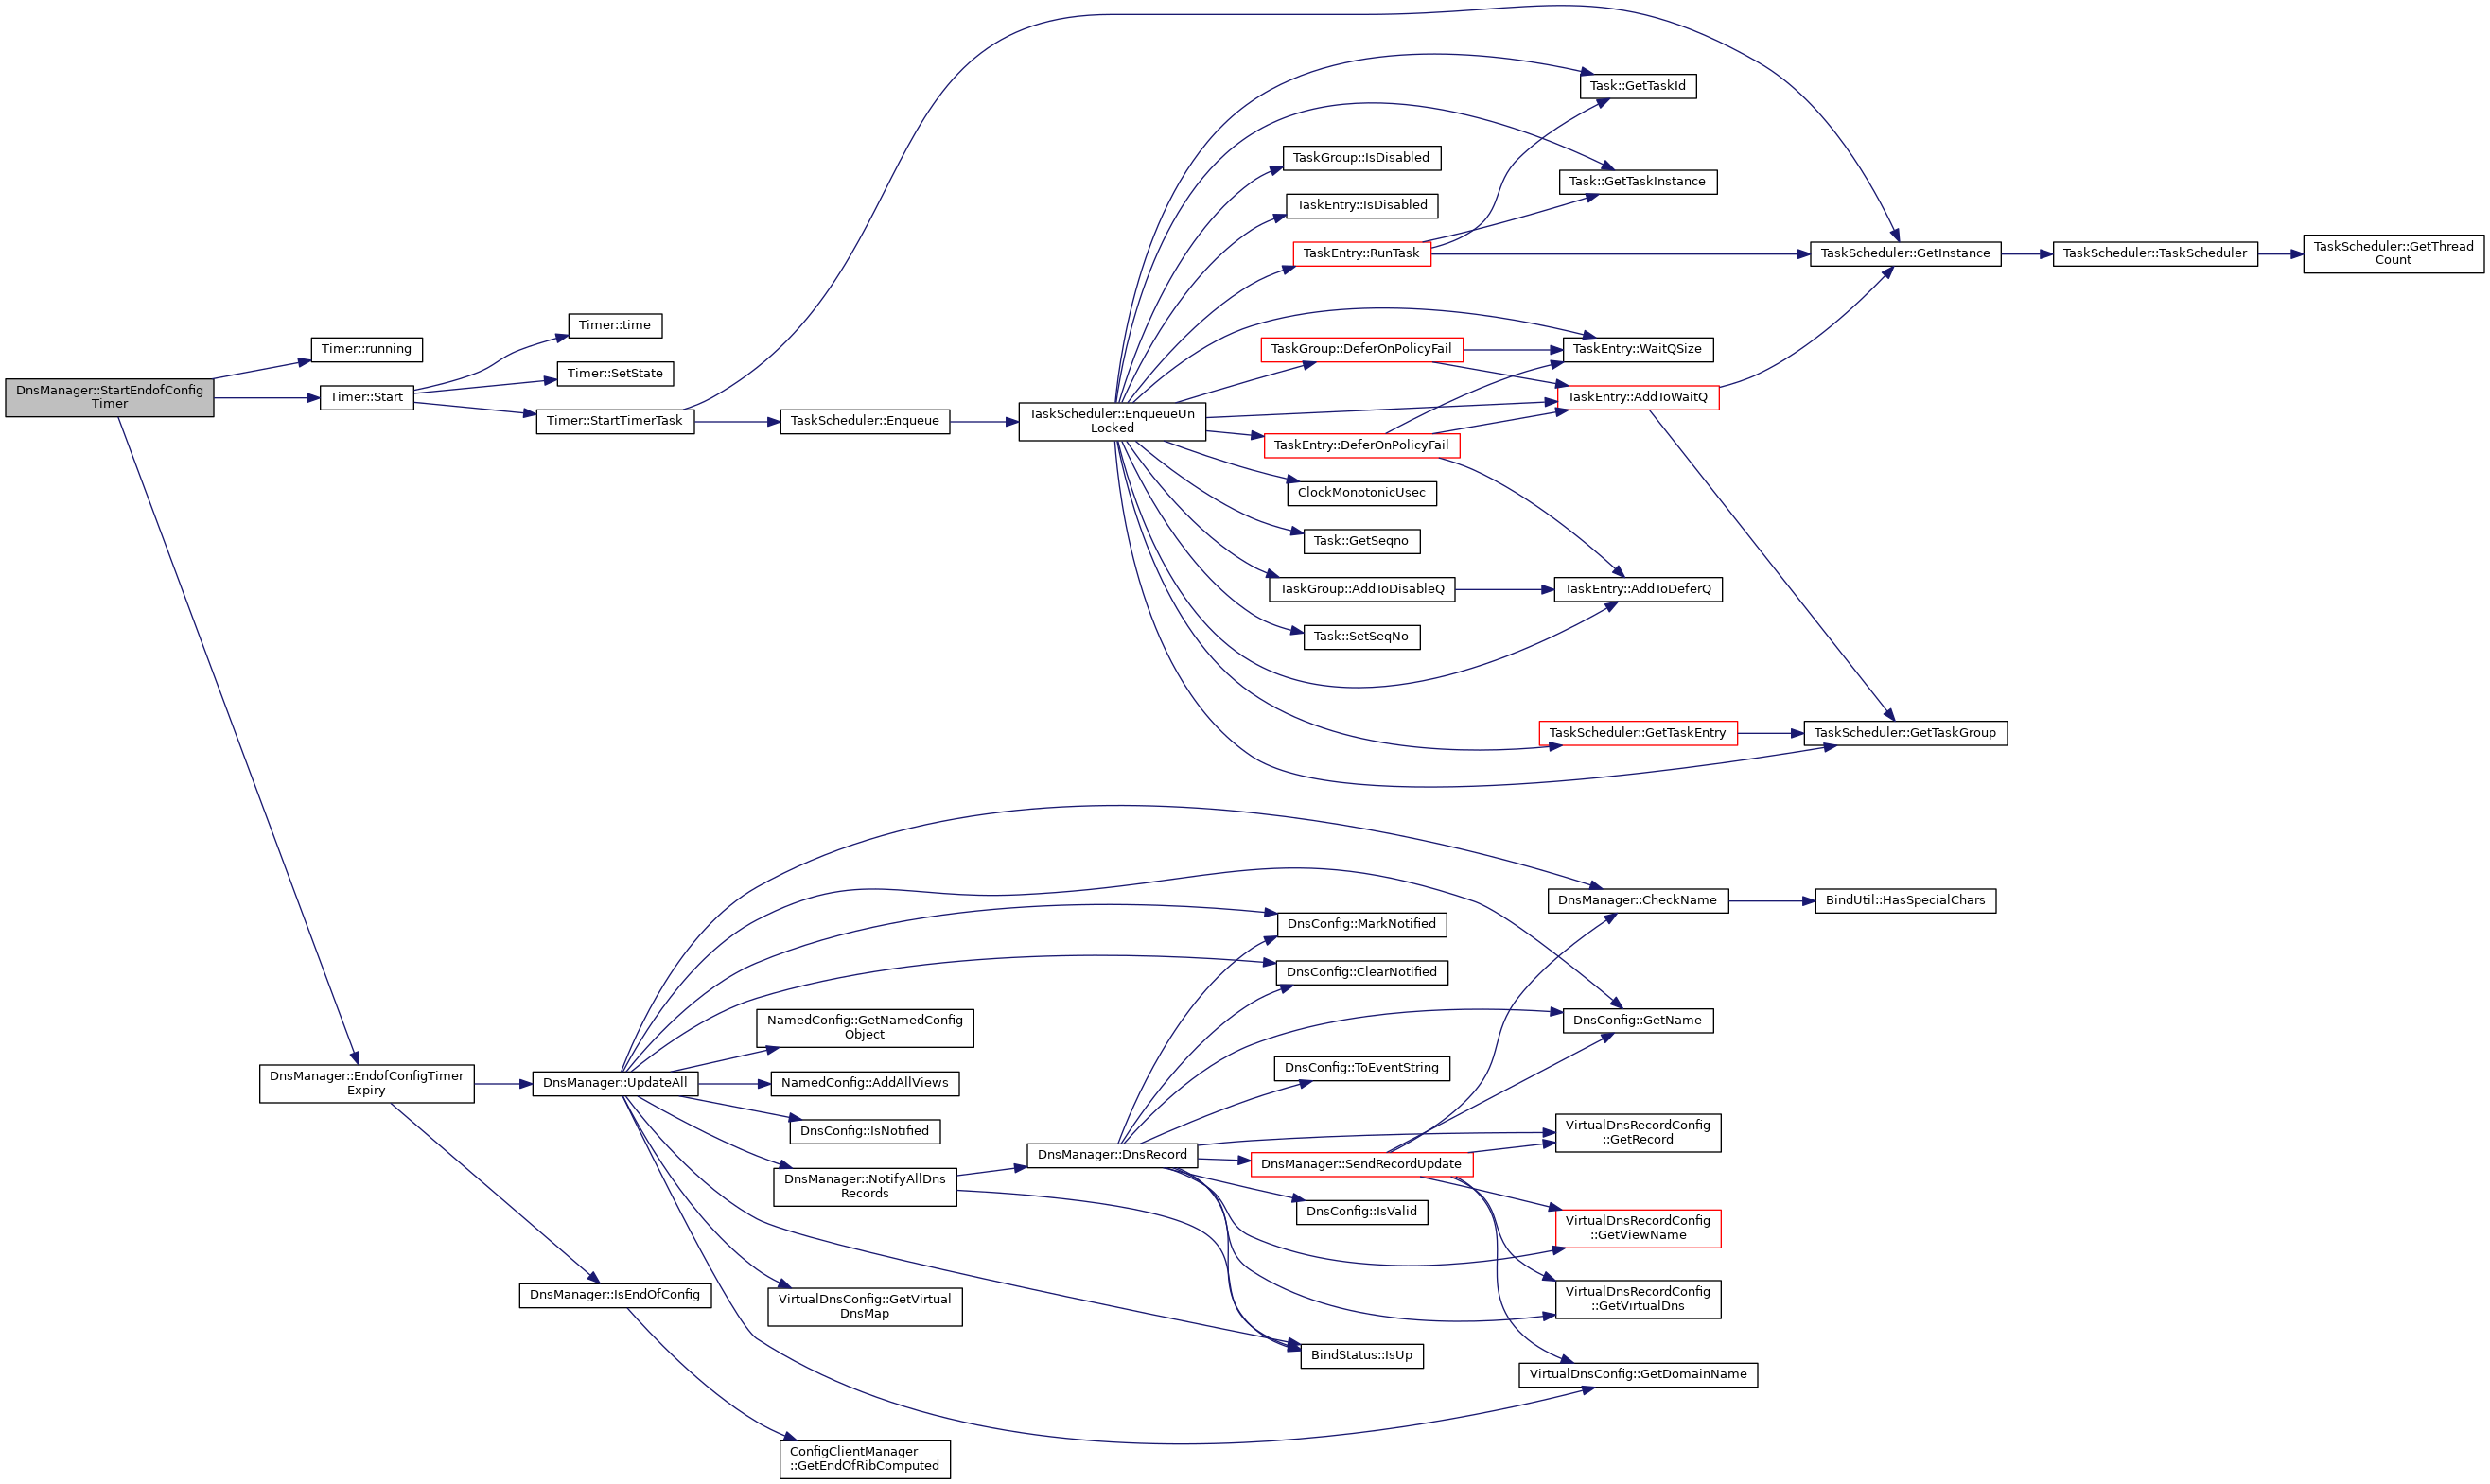 DnsManager::StartEndofConfig
Timer
Timer::running
Timer::Start
Timer::time
Timer::SetState
Timer::StartTimerTask
TaskScheduler::Enqueue
TaskScheduler::EnqueueUn
Locked
Task::GetTaskId
TaskGroup::IsDisabled
Task::GetTaskInstance
TaskEntry::IsDisabled
TaskEntry::RunTask
TaskScheduler::GetInstance
TaskScheduler::TaskScheduler
TaskScheduler::GetThread
Count
TaskGroup::DeferOnPolicyFail
TaskEntry::WaitQSize
TaskEntry::AddToWaitQ
TaskEntry::DeferOnPolicyFail
ClockMonotonicUsec
Task::GetSeqno
TaskGroup::AddToDisableQ
TaskEntry::AddToDeferQ
Task::SetSeqNo
TaskScheduler::GetTaskEntry
TaskScheduler::GetTaskGroup
DnsManager::EndofConfigTimer
Expiry
DnsManager::UpdateAll
DnsManager::IsEndOfConfig
NamedConfig::GetNamedConfig
Object
NamedConfig::AddAllViews
DnsConfig::IsNotified
DnsManager::NotifyAllDns
Records
VirtualDnsConfig::GetVirtual
DnsMap
ConfigClientManager
::GetEndOfRibComputed
DnsManager::DnsRecord
DnsManager::CheckName
BindUtil::HasSpecialChars
DnsConfig::MarkNotified
DnsConfig::ClearNotified
DnsConfig::GetName
DnsConfig::ToEventString
VirtualDnsRecordConfig
::GetRecord
DnsManager::SendRecordUpdate
DnsConfig::IsValid
VirtualDnsRecordConfig
::GetViewName
VirtualDnsRecordConfig
::GetVirtualDns
BindStatus::IsUp
VirtualDnsConfig::GetDomainName